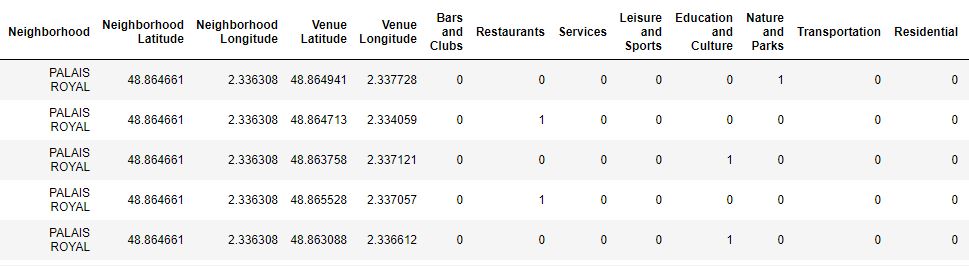 Neighborhood Neighborhood Latitude Neighborhood Longitude Venue Latitude Venue Longitude Bars and Clubs Restaurants Services Leisure and Sports Education and Culture Nature and Parks Transportation Residential
PALAIS ROYAL 48.864661 2.336308 48.864941 2.337728 0 0 0 0 0 1 0 0
PALAIS ROYAL 48.864661 2.336308 48.864713 2.334059 0 1 0 0 0 0 0 0
PALAIS ROYAL 48.864661 2.336308 48.863758 2.337121 0 0 0 0 1 0 0 0
PALAIS ROYAL 48.864661 2.336308 48.865528 2.337057 0 1 0 0 0 0 0 0
PALAIS ROYAL 48.864661 2.336308 48.863088 2.336612 0 0 0 0 1 0 0 0